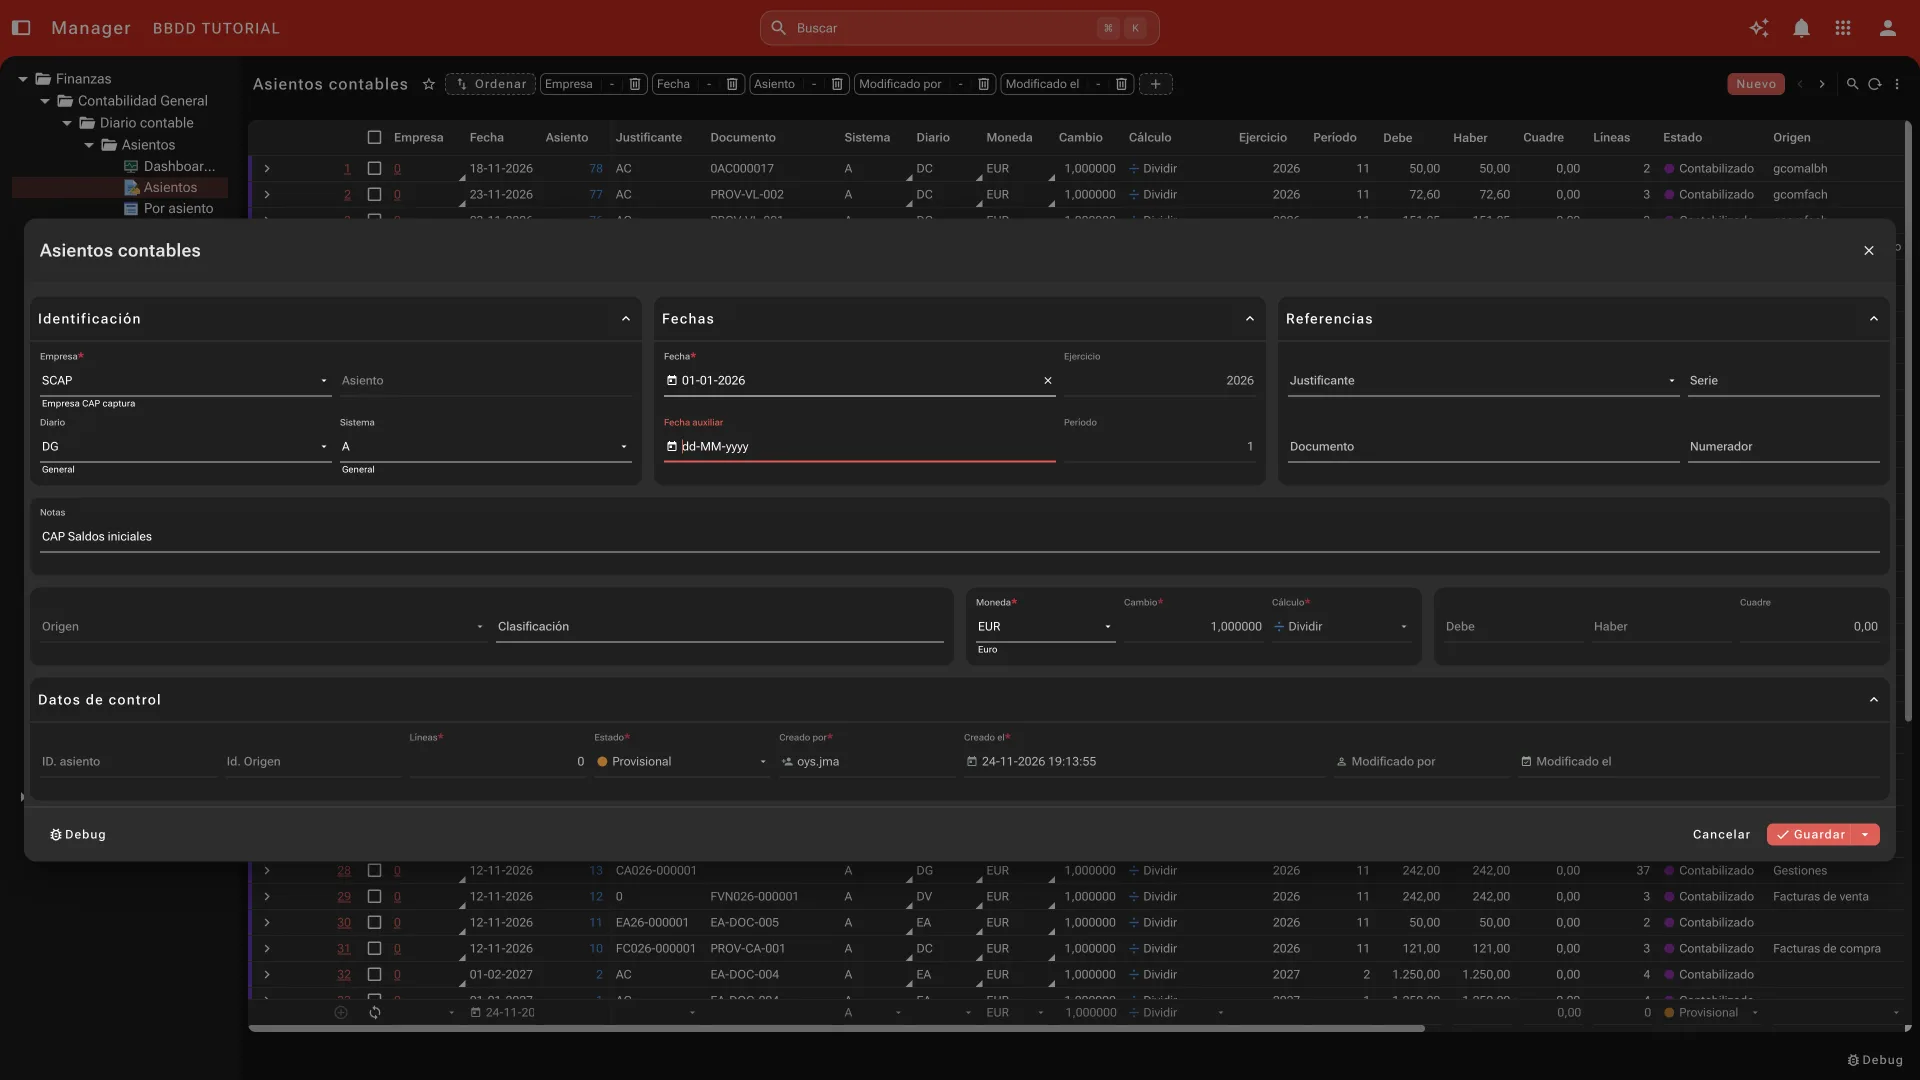 Manager BBDD TUTORIAL Buscar ⌘ K
Finanzas
Contabilidad General
Diario contable
Asientos
Dashboar...
Asientos
Por asiento
Asientos contables Ordenar Empresa - Fecha - Asiento - Modificado por - Modificado el - + Nuevo
Empresa Fecha Asiento Justificante Documento Sistema Diario Moneda Cambio Cálculo Ejercicio Período Debe Haber Cuadre Líneas Estado Origen
1 0 18-11-2026 78 AC 0AC000017 A DC EUR 1,000000 Dividir 2026 11 50,00 50,00 0,00 2 Contabilizado gcomalbh
2 0 23-11-2026 77 AC PROV-VL-002 A DC EUR 1,000000 Dividir 2026 11 72,60 72,60 0,00 3 Contabilizado gcomfach
Asientos contables
Identificación
Empresa*
SCAP Asiento
Empresa CAP captura
Diario Sistema
DG A
General General
Fechas
Fecha* Ejercicio
01-01-2026 2026
Fecha auxiliar Período
dd-MM-yyyy 1
Referencias
Justificante Serie
Documento Numerador
Notas
CAP Saldos iniciales
Origen Clasificación
Moneda* Cambio* Cálculo*
EUR 1,000000 Dividir
Euro
Cuadre
Debe Haber 0,00
Datos de control
Líneas* Estado* Creado por* Creado el*
ID. asiento Id. Origen 0 Provisional oys.jma 24-11-2026 19:13:55 Modificado por Modificado el
Debug Cancelar Guardar
28 0 12-11-2026 13 CA026-000001 A DG EUR 1,000000 Dividir 2026 11 242,00 242,00 0,00 37 Contabilizado Gestiones
29 0 12-11-2026 12 0 FVN026-000001 A DV EUR 1,000000 Dividir 2026 11 242,00 242,00 0,00 3 Contabilizado Facturas de venta
30 0 12-11-2026 11 EA26-000001 EA-DOC-005 A EA EUR 1,000000 Dividir 2026 11 50,00 50,00 0,00 2 Contabilizado
31 0 12-11-2026 10 FC026-000001 PROV-CA-001 A DC EUR 1,000000 Dividir 2026 11 121,00 121,00 0,00 3 Contabilizado Facturas de compra
32 0 01-02-2027 2 AC EA-DOC-004 A EA EUR 1,000000 Dividir 2027 2 1.250,00 1.250,00 0,00 4 Contabilizado
24-11-20 A EUR 1,000000 Dividir 0,00 0 Provisional
Debug